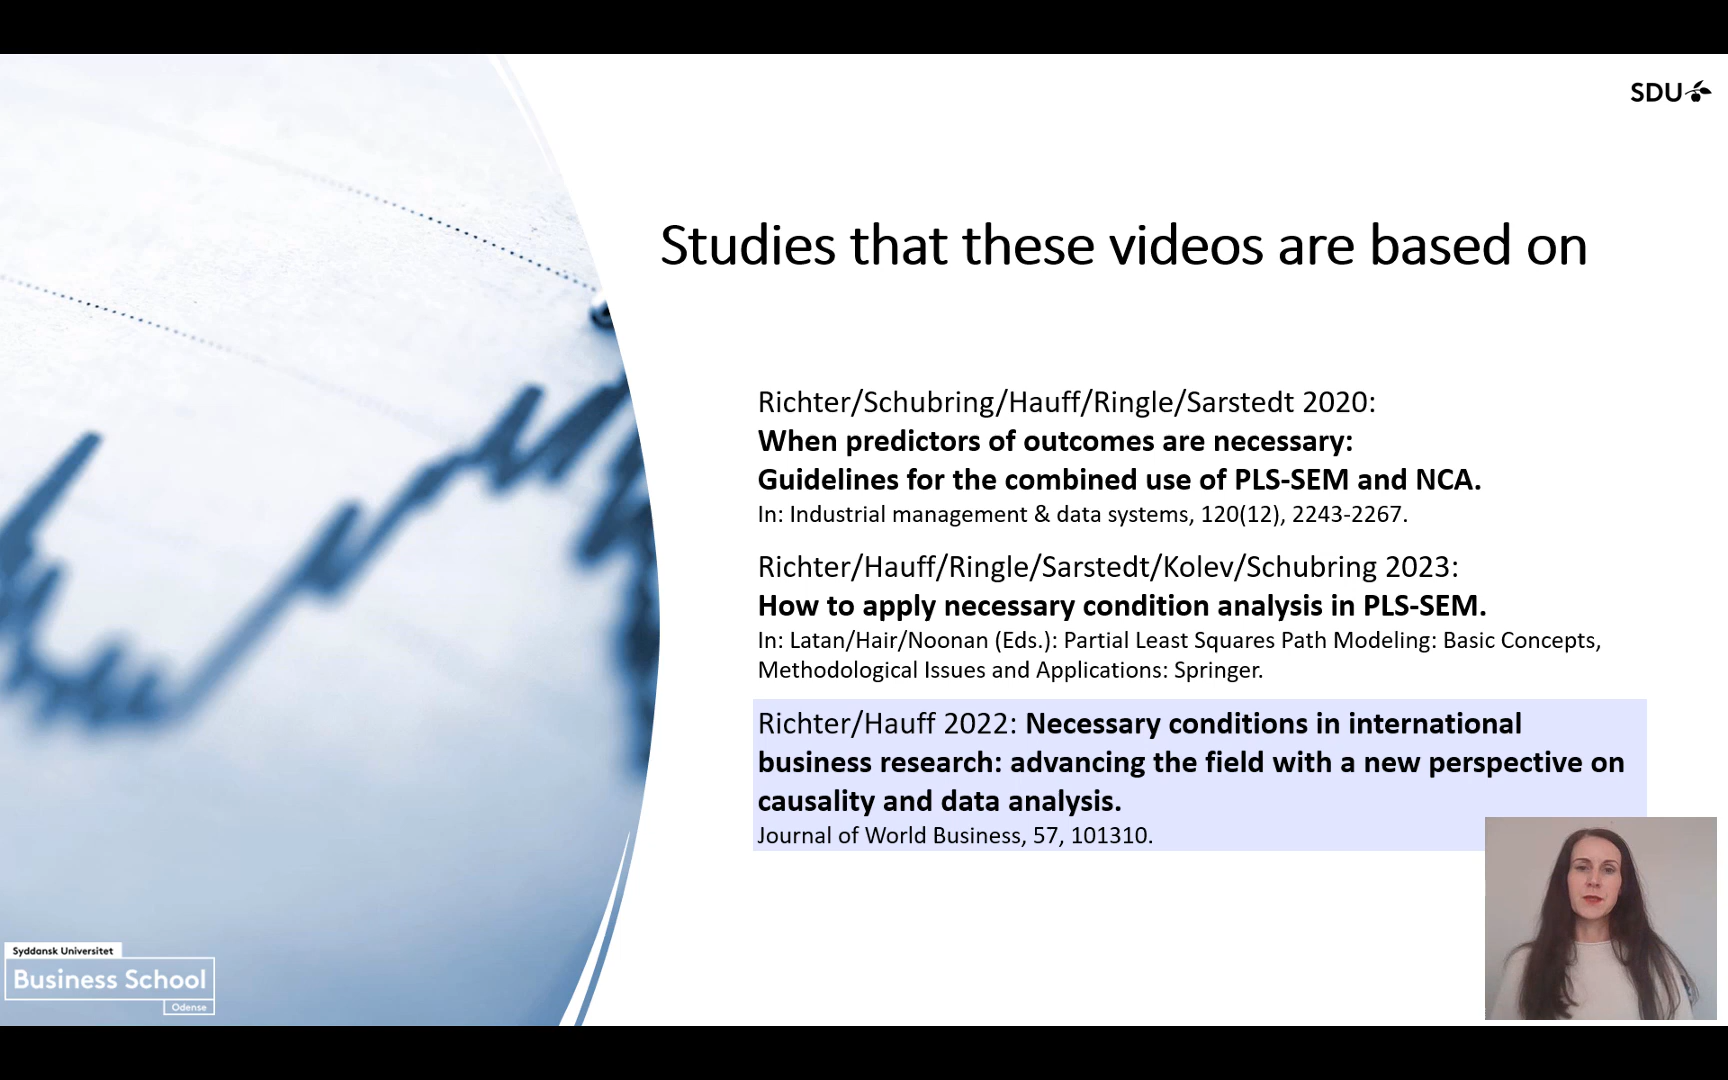 SDU
Studies that these videos are based on
Richter/Schubring/Hauff/Ringle/Sarstedt 2020:
When predictors of outcomes are necessary:
Guidelines for the combined use of PLS-SEM and NCA.
In: Industrial management & data systems, 120(12), 2243-2267.
Richter/Hauff/Ringle/Sarstedt/Kolev/Schubring 2023:
How to apply necessary condition analysis in PLS-SEM.
In: Latan/Hair/Noonan (Eds.): Partial Least Squares Path Modeling: Basic Concepts,
Methodological Issues and Applications: Springer.
Richter/Hauff 2022: Necessary conditions in international
business research: advancing the field with a new perspective on
causality and data analysis.
Journal of World Business, 57, 101310.
Syddansk Universitet
Business School
Odense